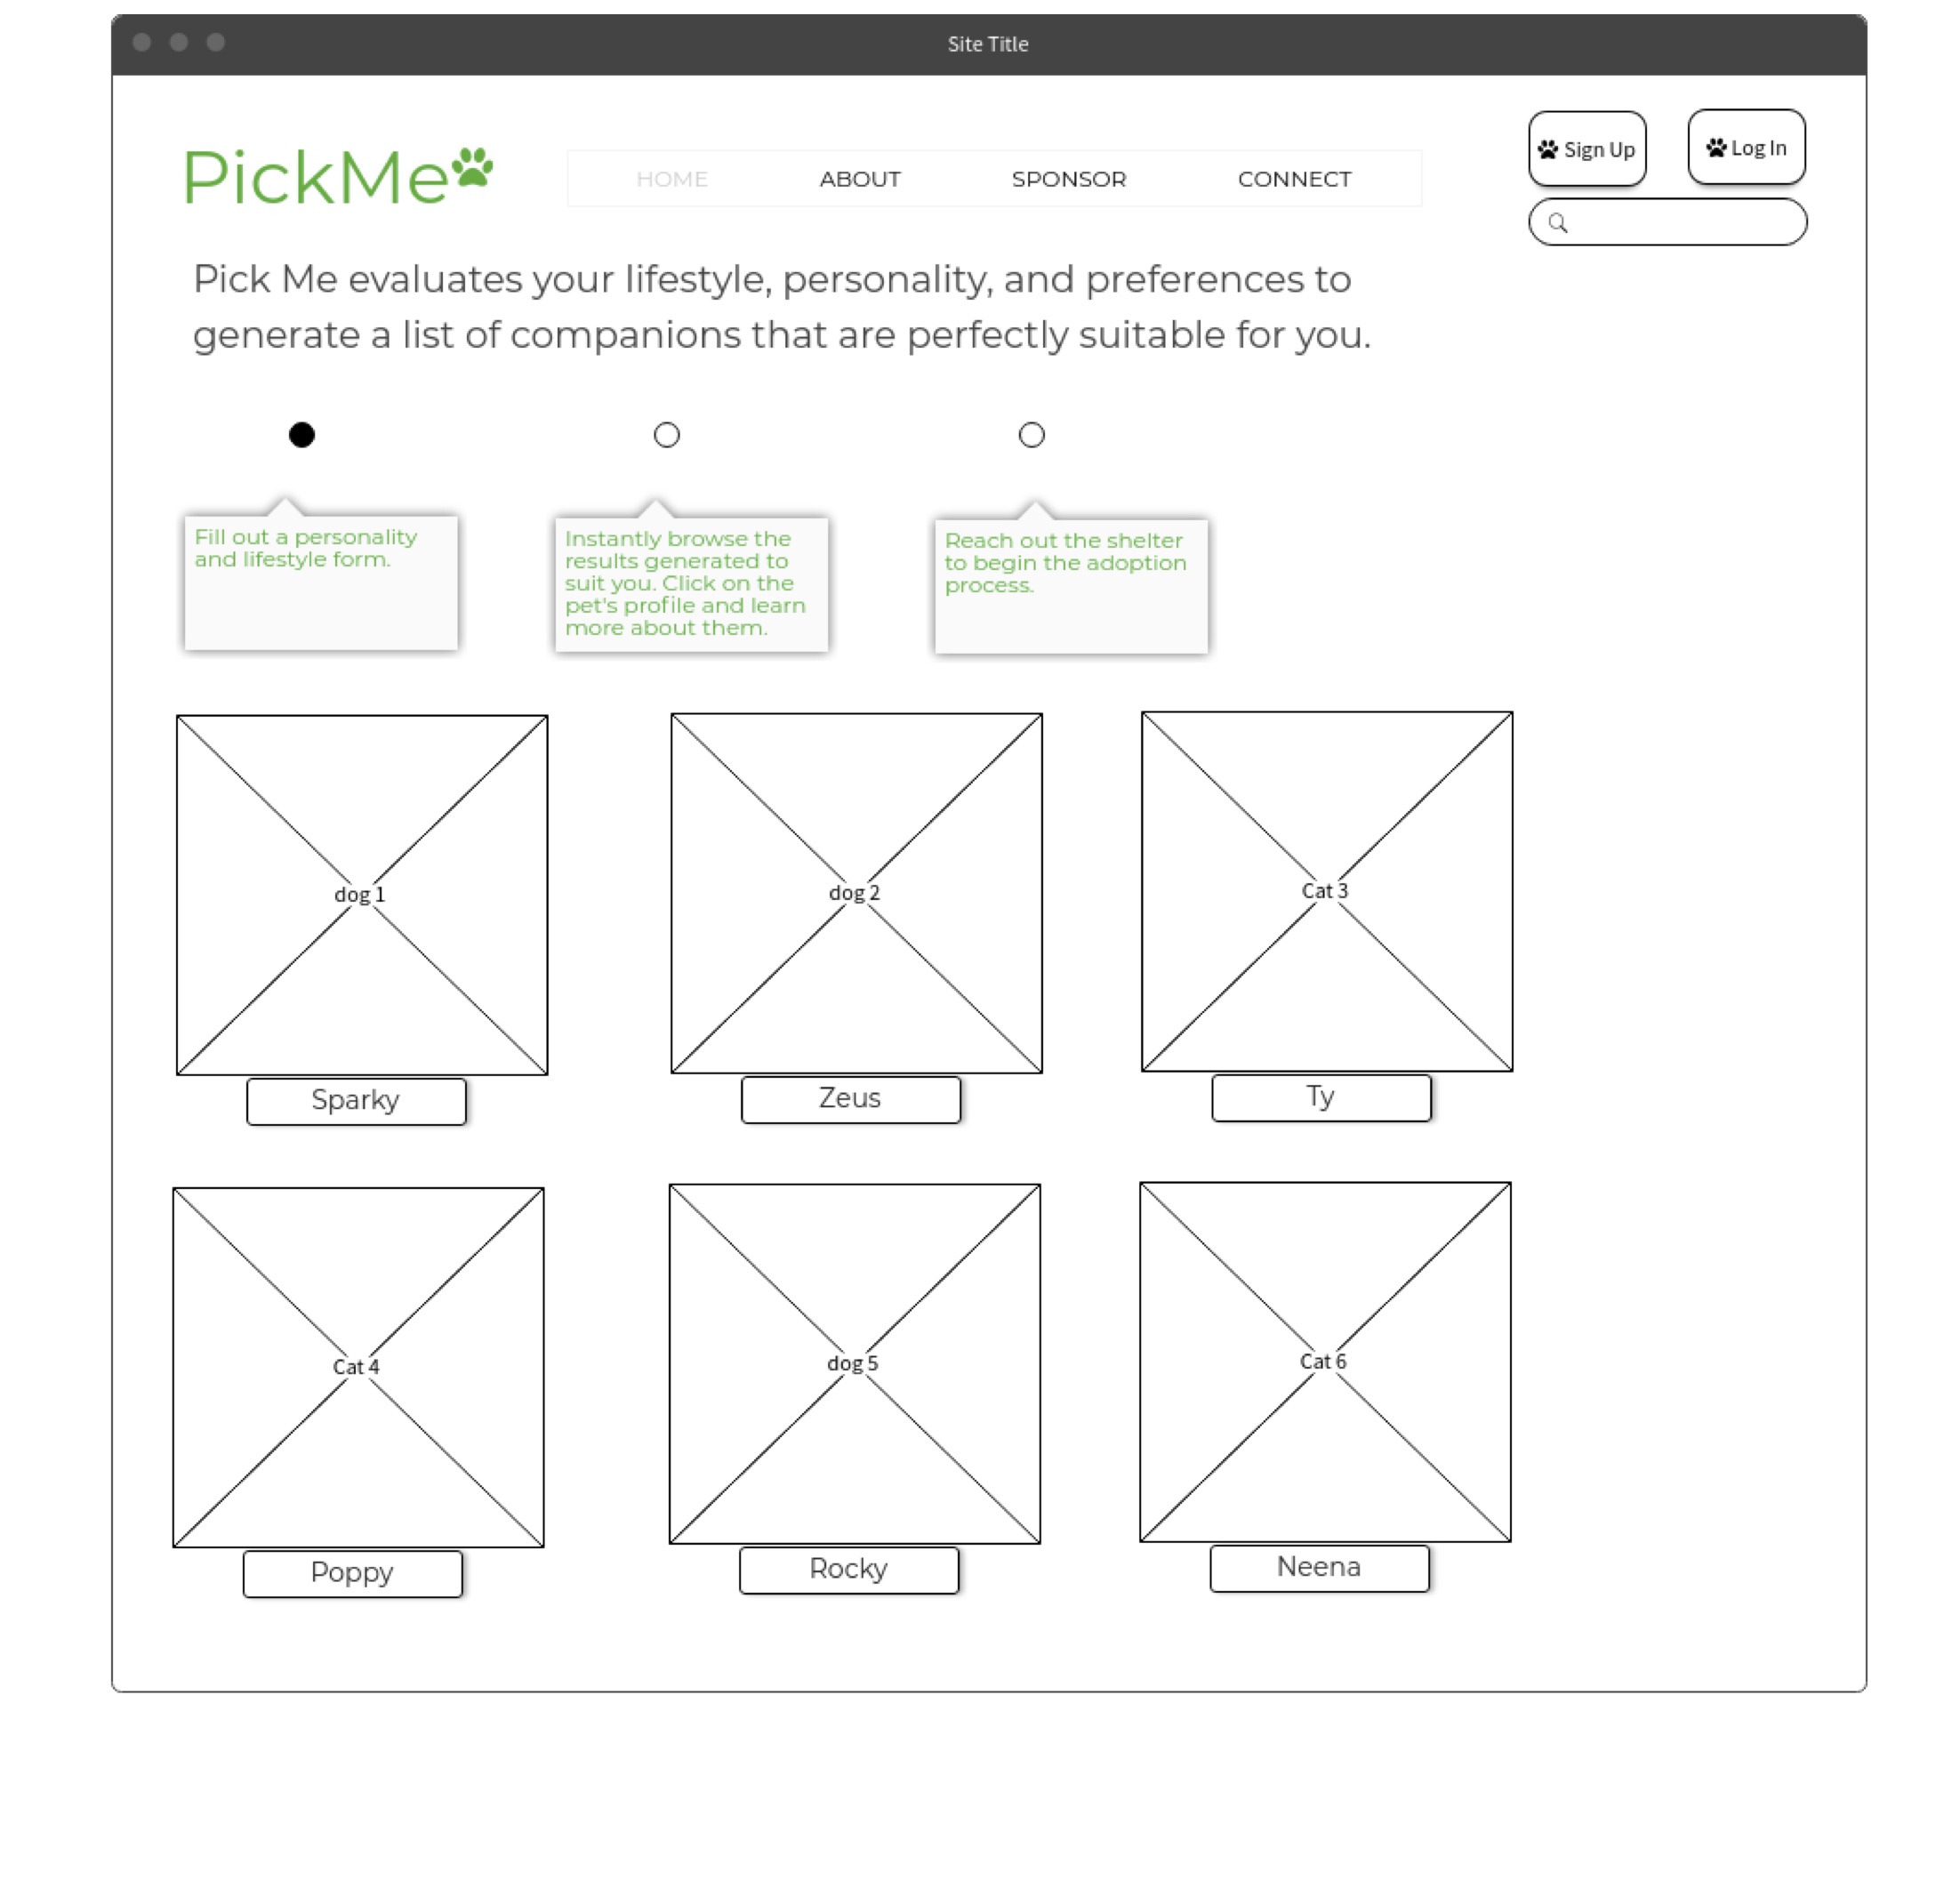 Site Title
PickMe
HOME ABOUT SPONSOR CONNECT
Sign Up
Log In
Pick Me evaluates your lifestyle, personality, and preferences to
generate a list of companions that are perfectly suitable for you.
Fill out a personality
and lifestyle form.
Instantly browse the
results generated to
suit you. Click on the
pet's profile and learn
more about them.
Reach out the shelter
to begin the adoption
process.
dog 1
dog 2
Cat 3
Sparky
Zeus
Ty
Cat 4
dog 5
Cat 6
Poppy
Rocky
Neena